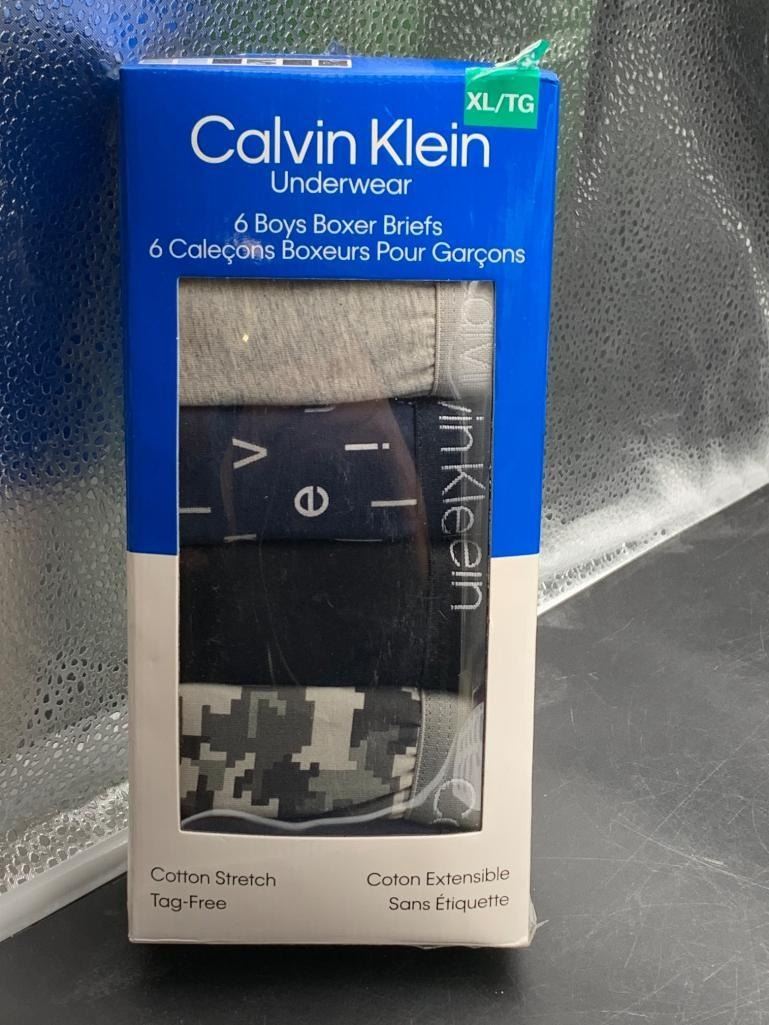 XL/TG
Calvin Klein
Underwear
6 Boys Boxer Briefs
6 Caleçons Boxeurs Pour Garçons
v i
l e l
vin Klein
C
Cotton Stretch
Coton Extensible
Tag-Free
Sans Étiquette